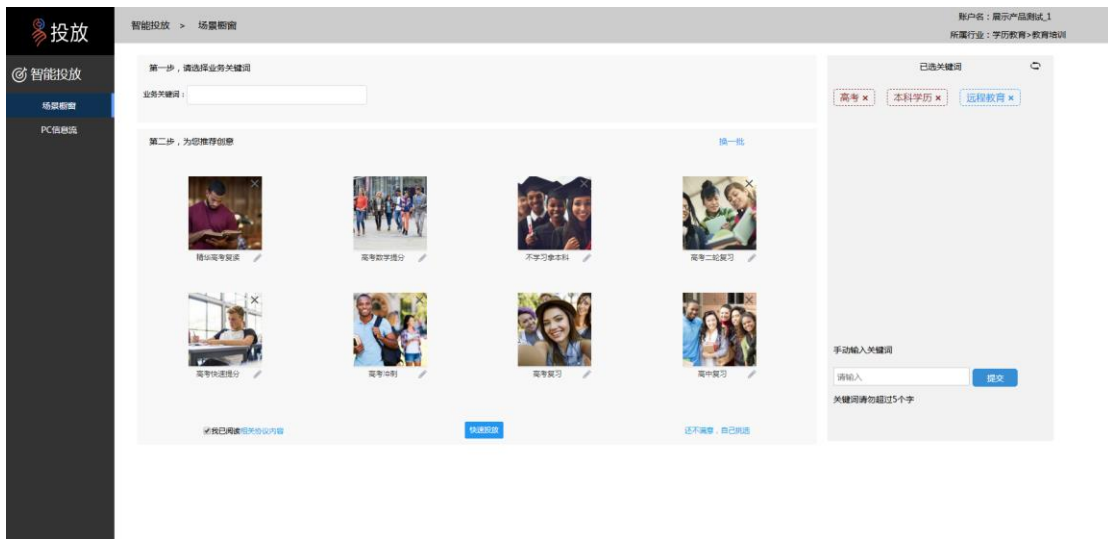 投放
智能投放 > 场景橱窗
账户名：展示产品测试_1
所属行业：学历教育>教育培训
智能投放
场景橱窗
PC信息流
第一步，请选择业务关键词
业务关键词：
第二步，为您推荐创意
换一批
精华高考复读
高考数学提分
不学习拿本科
高考二轮复习
高考快速提分
高考冲刺
高考复习
高中复习
我已阅读相关协议内容
快速投放
还不满意，自己挑选
已选关键词
高考 ×
本科学历 ×
远程教育 ×
手动输入关键词
请输入
提交
关键词请勿超过5个字